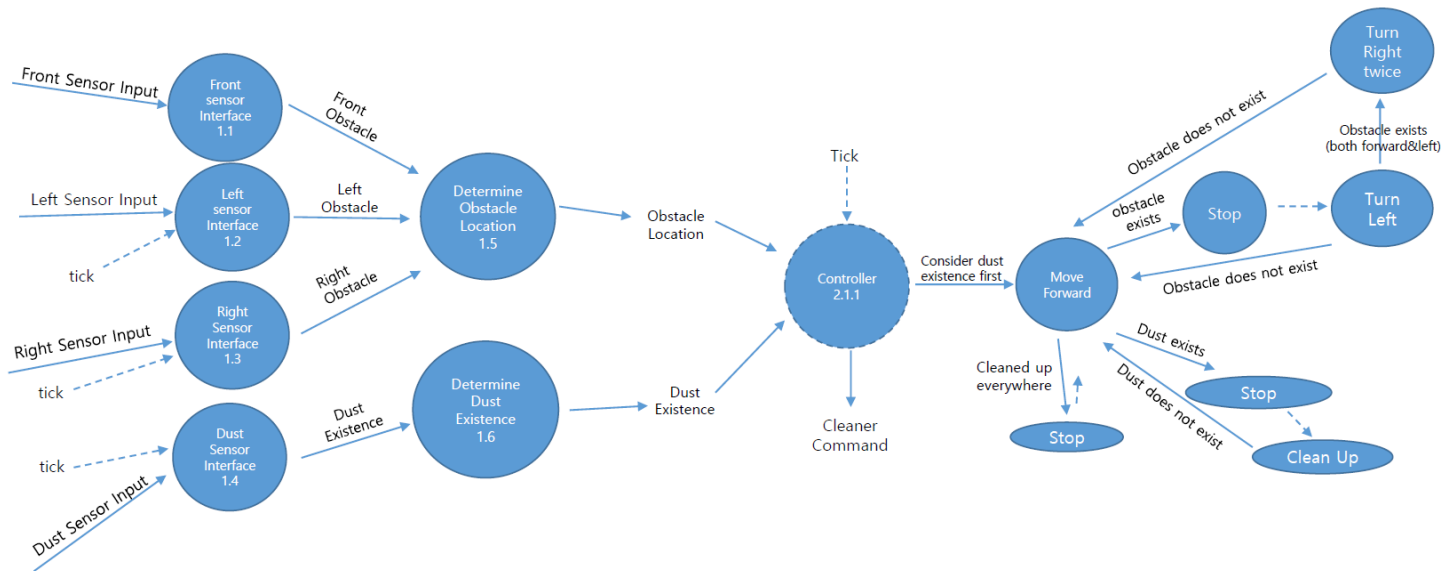 Front Sensor Input
Front
sensor
Interface
1.1
Front
Obstacle
Left Sensor Input
tick
Left
sensor
Interface
1.2
Left
Obstacle
Right Sensor Input
tick
Right
Sensor
Interface
1.3
Right
Obstacle
tick
Dust Sensor Input
Dust
Sensor
Interface
1.4
Dust
Existence
Determine
Obstacle
Location
1.5
Obstacle
Location
Determine
Dust
Existence
1.6
Dust
Existence
Tick
Controller
2.1.1
Cleaner
Command
Consider dust
existence first
Move
Forward
obstacle
exists
Stop
Turn
Left
Obstacle exists
(both forward&left)
Turn
Right
twice
Obstacle does not exist
Obstacle does not exist
Cleaned up
everywhere
Stop
Dust exists
Stop
Clean Up
Dust does not exist